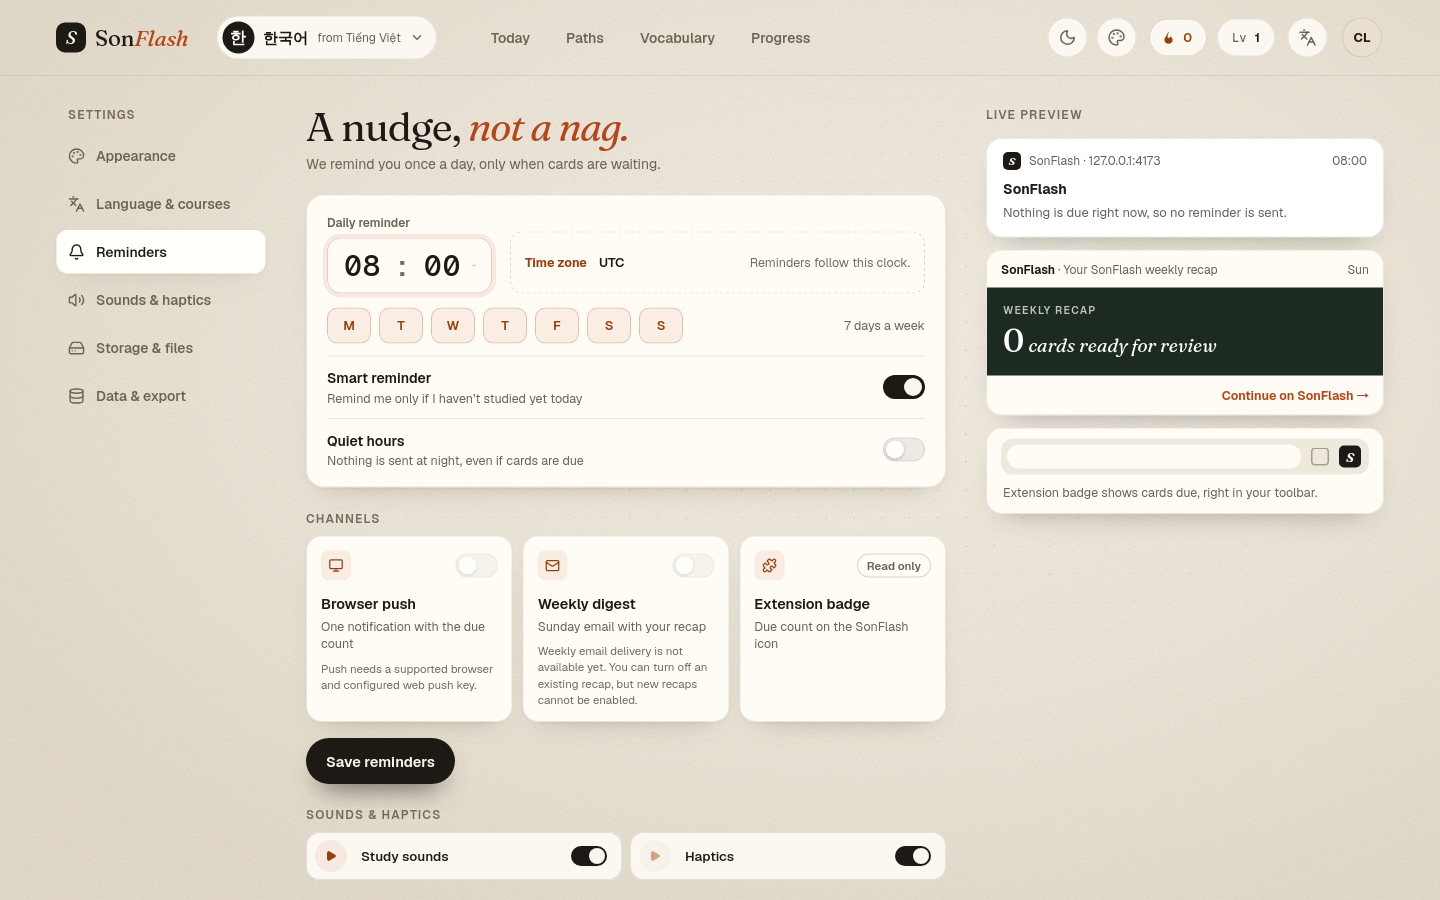 S SonFlash
한 한국어 from Tiếng Việt
Today
Paths
Vocabulary
Progress
0
Lv 1
CL
SETTINGS
Appearance
Language & courses
Reminders
Sounds & haptics
Storage & files
Data & export
A nudge, not a nag.
We remind you once a day, only when cards are waiting.
Daily reminder
08 : 00
Time zone UTC
Reminders follow this clock.
M T W T F S S
7 days a week
Smart reminder
Remind me only if I haven't studied yet today
Quiet hours
Nothing is sent at night, even if cards are due
CHANNELS
Browser push
One notification with the due
count
Push needs a supported browser
and configured web push key.
Weekly digest
Sunday email with your recap
Weekly email delivery is not
available yet. You can turn off an
existing recap, but new recaps
cannot be enabled.
Read only
Extension badge
Due count on the SonFlash
icon
Save reminders
SOUNDS & HAPTICS
Study sounds
Haptics
LIVE PREVIEW
S SonFlash · 127.0.0.1:4173
08:00
SonFlash
Nothing is due right now, so no reminder is sent.
SonFlash · Your SonFlash weekly recap
Sun
WEEKLY RECAP
0 cards ready for review
Continue on SonFlash →
S
Extension badge shows cards due, right in your toolbar.